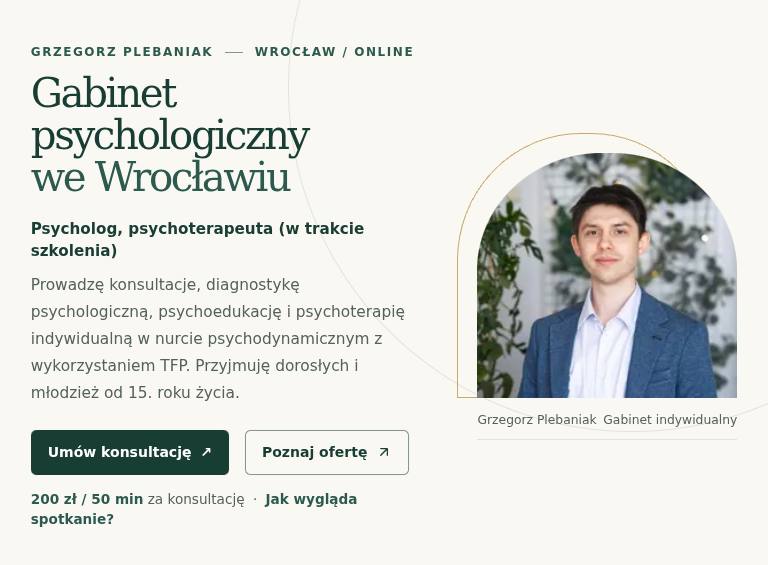 GRZEGORZ PLEBANIAK — WROCŁAW / ONLINE
Gabinet
psychologiczny
we Wrocławiu
Psycholog, psychoterapeuta (w trakcie
szkolenia)
Prowadzę konsultacje, diagnostykę
psychologiczną, psychoedukację i psychoterapię
indywidualną w nurcie psychodynamicznym z
wykorzystaniem TFP. Przyjmuję dorosłych i
młodzież od 15. roku życia.
Umów konsultację ↗
Poznaj ofertę ↗
200 zł / 50 min za konsultację · Jak wygląda
spotkanie?
Grzegorz Plebaniak Gabinet indywidualny